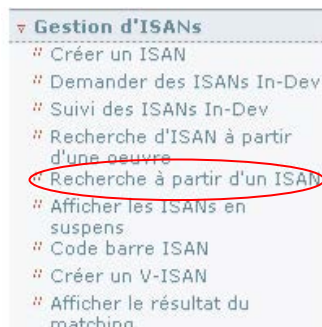 Gestion d'ISANs
Créer un ISAN
Demander des ISANs In-Dev
Suivi des ISANs In-Dev
Recherche d'ISAN à partir
d'une oeuvre
Recherche à partir d'un ISAN
Afficher les ISANs en
suspens
Code barre ISAN
Créer un V-ISAN
Afficher le résultat du
matching